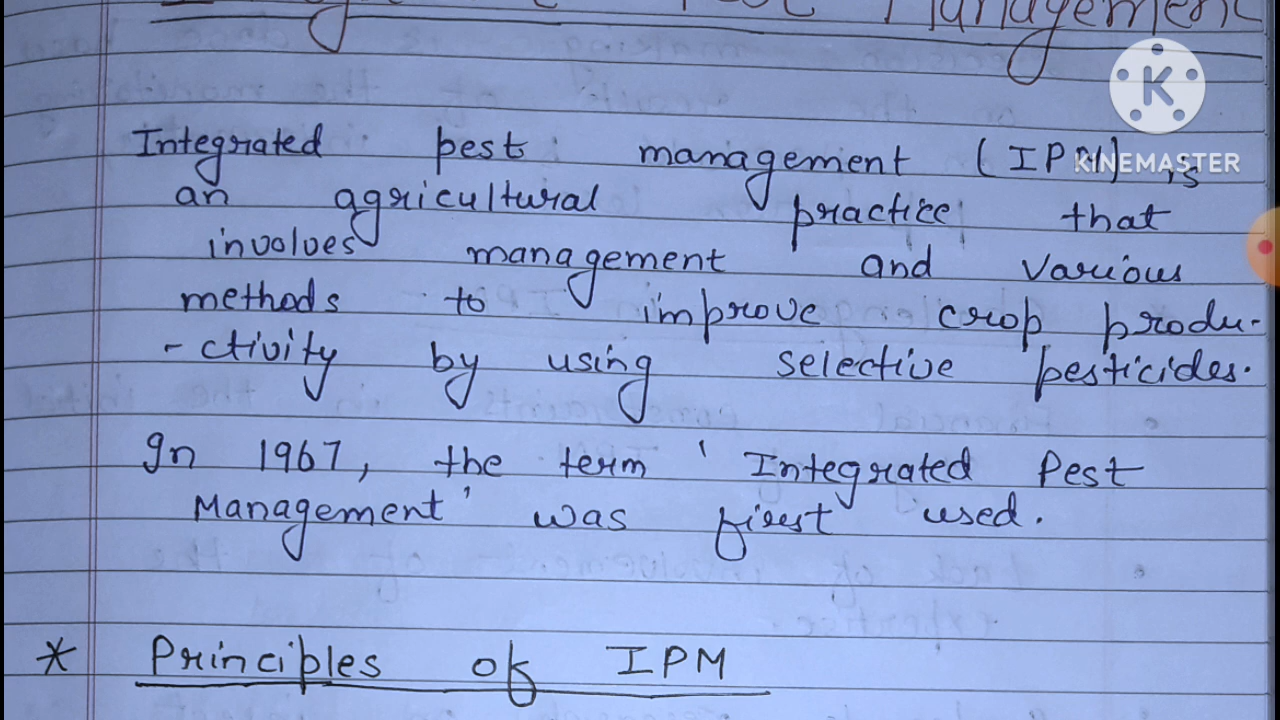 Management
Integrated pest management (IPM) is
an agricultural practice that
involves management and various
methods to improve crop produ-
-ctivity by using selective pesticides.
In 1967, the term 'Integrated Pest
Management' was first used.
* Principles of IPM
K
KINEMASTER